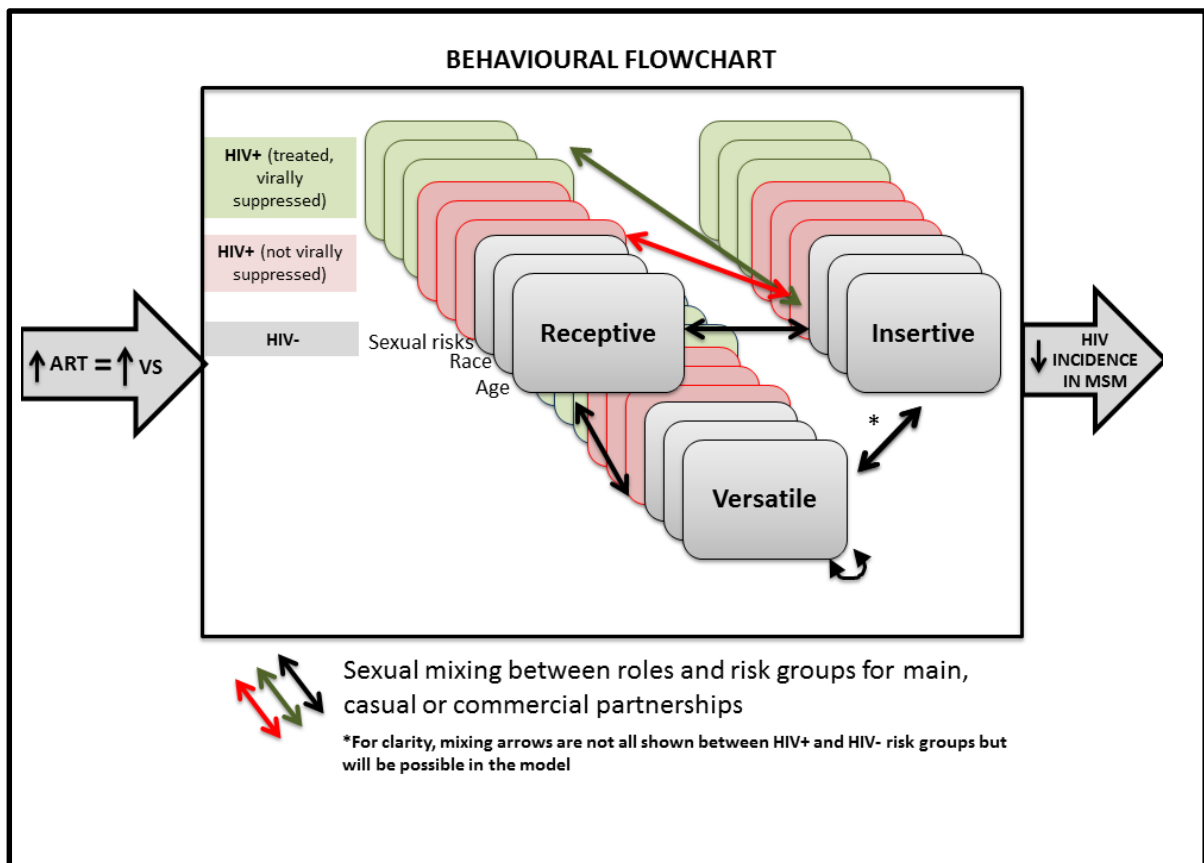 BEHAVIOURAL FLOWCHART
HIV+ (treated,
virally
suppressed)
HIV+ (not virally
suppressed)
HIV-
Sexual risks
Race
Age
Receptive
Insertive
Versatile
*
↑ ART = ↑ VS
↓ HIV
INCIDENCE
IN MSM
Sexual mixing between roles and risk groups for main,
casual or commercial partnerships
*For clarity, mixing arrows are not all shown between HIV+ and HIV- risk groups but
will be possible in the model